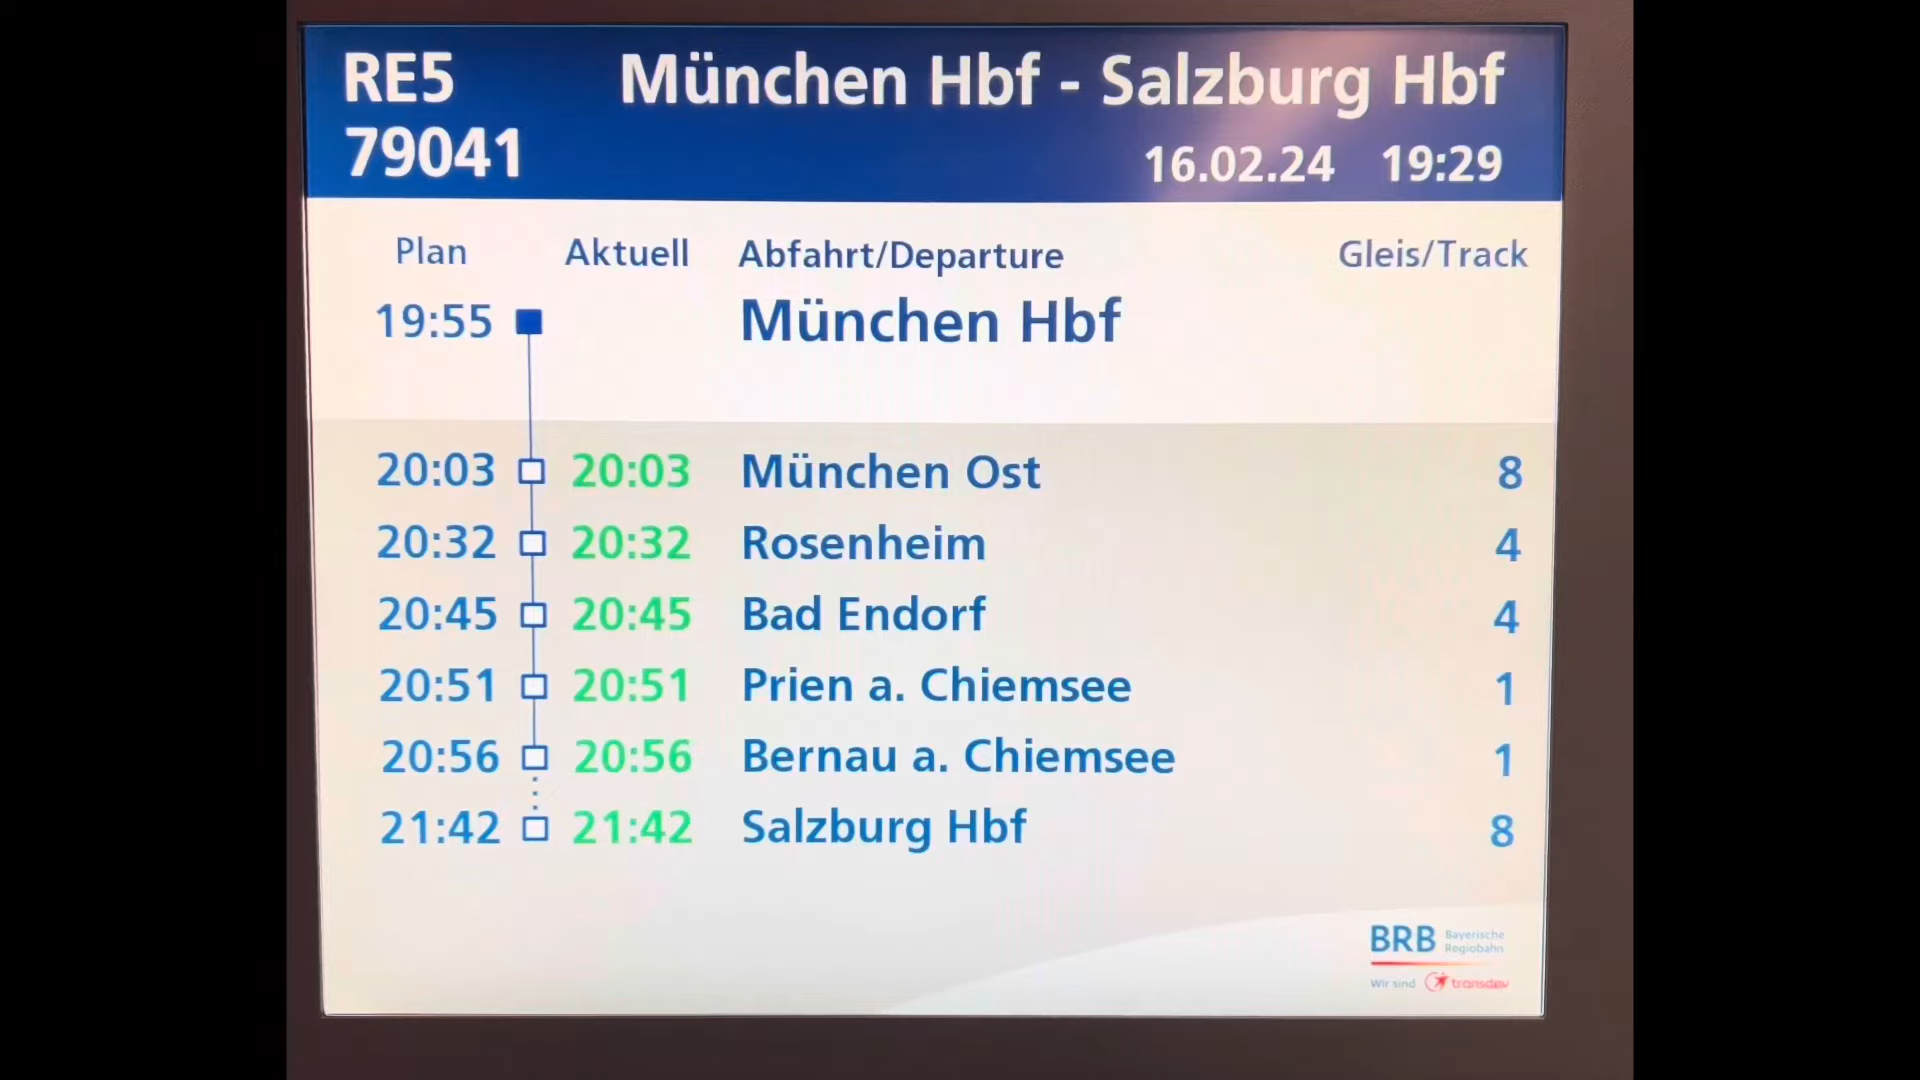 RE5 München Hbf - Salzburg Hbf
79041 16.02.24 19:29
Plan Aktuell Abfahrt/Departure Gleis/Track
19:55 München Hbf
20:03 20:03 München Ost 8
20:32 20:32 Rosenheim 4
20:45 20:45 Bad Endorf 4
20:51 20:51 Prien a. Chiemsee 1
20:56 20:56 Bernau a. Chiemsee 1
21:42 21:42 Salzburg Hbf 8
BRB Bayerische
Regiobahn
Wir sind transdev